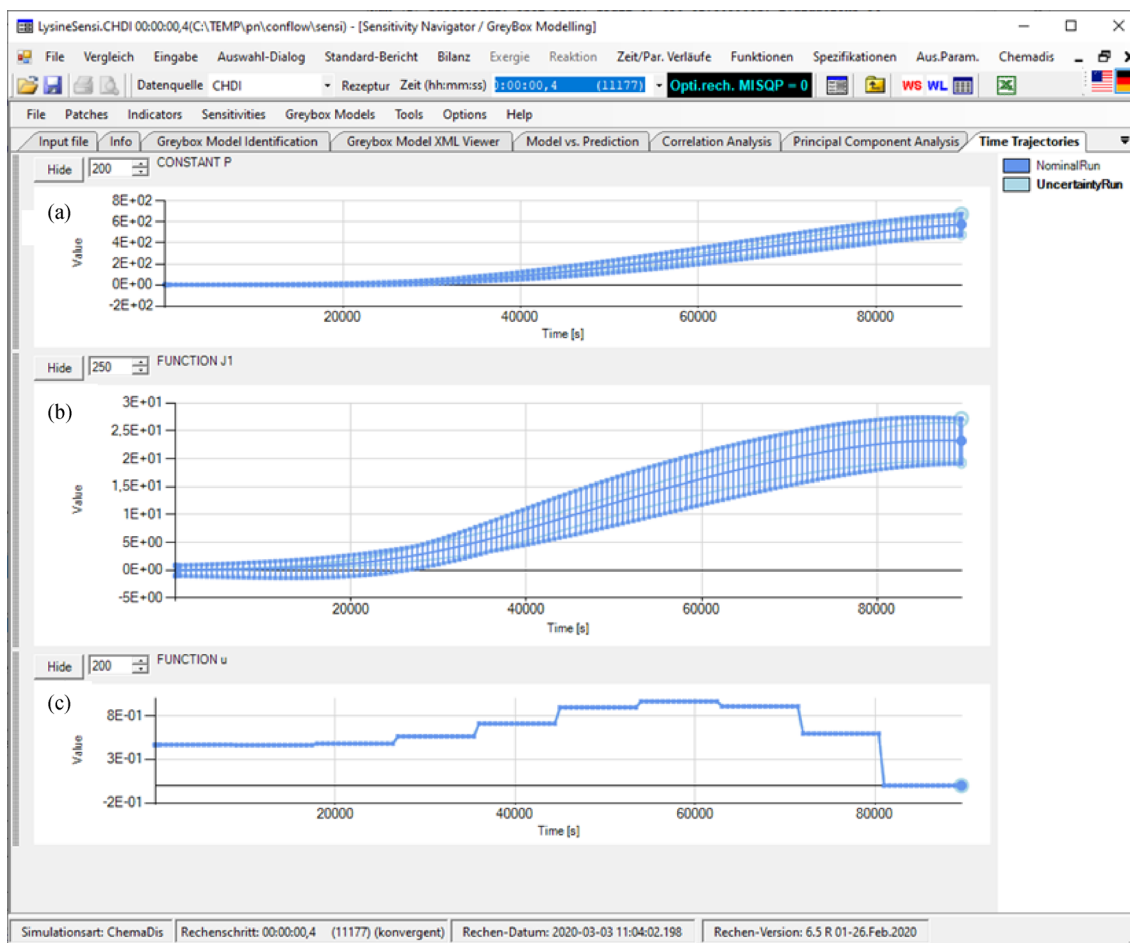 LysineSensi.CHDI 00:00:00,4(C:\TEMP\pn\conflow\sensi) - [Sensitivity Navigator / GreyBox Modelling]
File Vergleich Eingabe Auswahl-Dialog Standard-Bericht Bilanz Exergie Reaktion Zeit/Par. Verläufe Funktionen Spezifikationen Aus.Param. Chemadis
Datenquelle CHDI Rezeptur Zeit (hh:mm:ss) 0:00:00,4 (11177) Opti.rech. MISQP = 0 WS WL
File Patches Indicators Sensitivities Greybox Models Tools Options Help
Input file Info Greybox Model Identification Greybox Model XML Viewer Model vs. Prediction Correlation Analysis Principal Component Analysis Time Trajectories
Hide 200 CONSTANT P
NominalRun
UncertaintyRun
(a)
Value
8E+02
6E+02
4E+02
2E+02
0E+00
-2E+02
20000 40000 60000 80000
Time [s]
Hide 250 FUNCTION J1
(b)
Value
3E+01
2,5E+01
2E+01
1,5E+01
1E+01
5E+00
0E+00
-5E+00
20000 40000 60000 80000
Time [s]
Hide 200 FUNCTION u
(c)
Value
8E-01
3E-01
-2E-01
20000 40000 60000 80000
Time [s]
Simulationsart: ChemaDis Rechenschritt: 00:00:00,4 (11177) (konvergent) Rechen-Datum: 2020-03-03 11:04:02.198 Rechen-Version: 6.5 R 01-26.Feb.2020